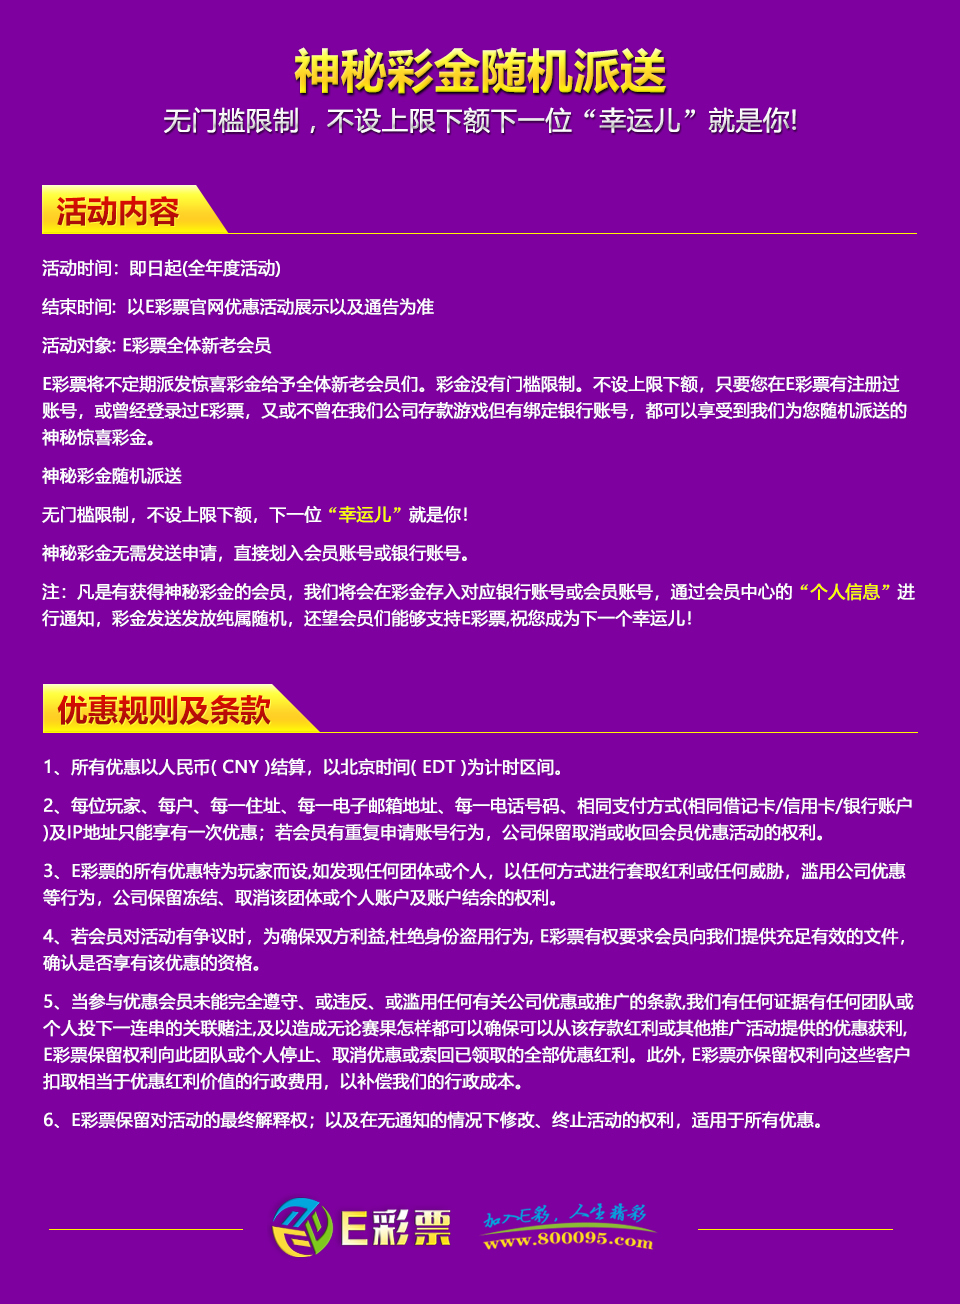 神秘彩金随机派送
无门槛限制，不设上限下额下一位“幸运儿”就是你!
活动内容
活动时间：即日起(全年度活动)
结束时间：以E彩票官网优惠活动展示以及通告为准
活动对象: E彩票全体新老会员
E彩票将不定期派发惊喜彩金给予全体新老会员们。彩金没有门槛限制。不设上限下额，只要您在E彩票有注册过
账号，或曾经登录过E彩票，又或不曾在我们公司存款游戏但有绑定银行账号，都可以享受到我们为您随机派送的
神秘惊喜彩金。
神秘彩金随机派送
无门槛限制，不设上限下额，下一位“幸运儿”就是你！
神秘彩金无需发送申请，直接划入会员账号或银行账号。
注：凡是有获得神秘彩金的会员，我们将会在彩金存入对应银行账号或会员账号，通过会员中心的“个人信息”进
行通知，彩金发送发放纯属随机，还望会员们能够支持E彩票,祝您成为下一个幸运儿！
优惠规则及条款
1、所有优惠以人民币( CNY )结算，以北京时间( EDT )为计时区间。
2、每位玩家、每户、每一住址、每一电子邮箱地址、每一电话号码、相同支付方式(相同借记卡/信用卡/银行账户
)及IP地址只能享有一次优惠；若会员有重复申请账号行为，公司保留取消或收回会员优惠活动的权利。
3、E彩票的所有优惠特为玩家而设,如发现任何团体或个人，以任何方式进行套取红利或任何威胁，滥用公司优惠
等行为，公司保留冻结、取消该团体或个人账户及账户结余的权利。
4、若会员对活动有争议时，为确保双方利益,杜绝身份盗用行为, E彩票有权要求会员向我们提供充足有效的文件，
确认是否享有该优惠的资格。
5、当参与优惠会员未能完全遵守、或违反、或滥用任何有关公司优惠或推广的条款,我们有任何证据有任何团队或
个人投下一连串的关联赌注,及以造成无论赛果怎样都可以确保可以从该存款红利或其他推广活动提供的优惠获利,
E彩票保留权利向此团队或个人停止、取消优惠或索回已领取的全部优惠红利。此外, E彩票亦保留权利向这些客户
扣取相当于优惠红利价值的行政费用，以补偿我们的行政成本。
6、E彩票保留对活动的最终解释权；以及在无通知的情况下修改、终止活动的权利，适用于所有优惠。
E彩票
加入E彩，人生精彩
www.800095.com